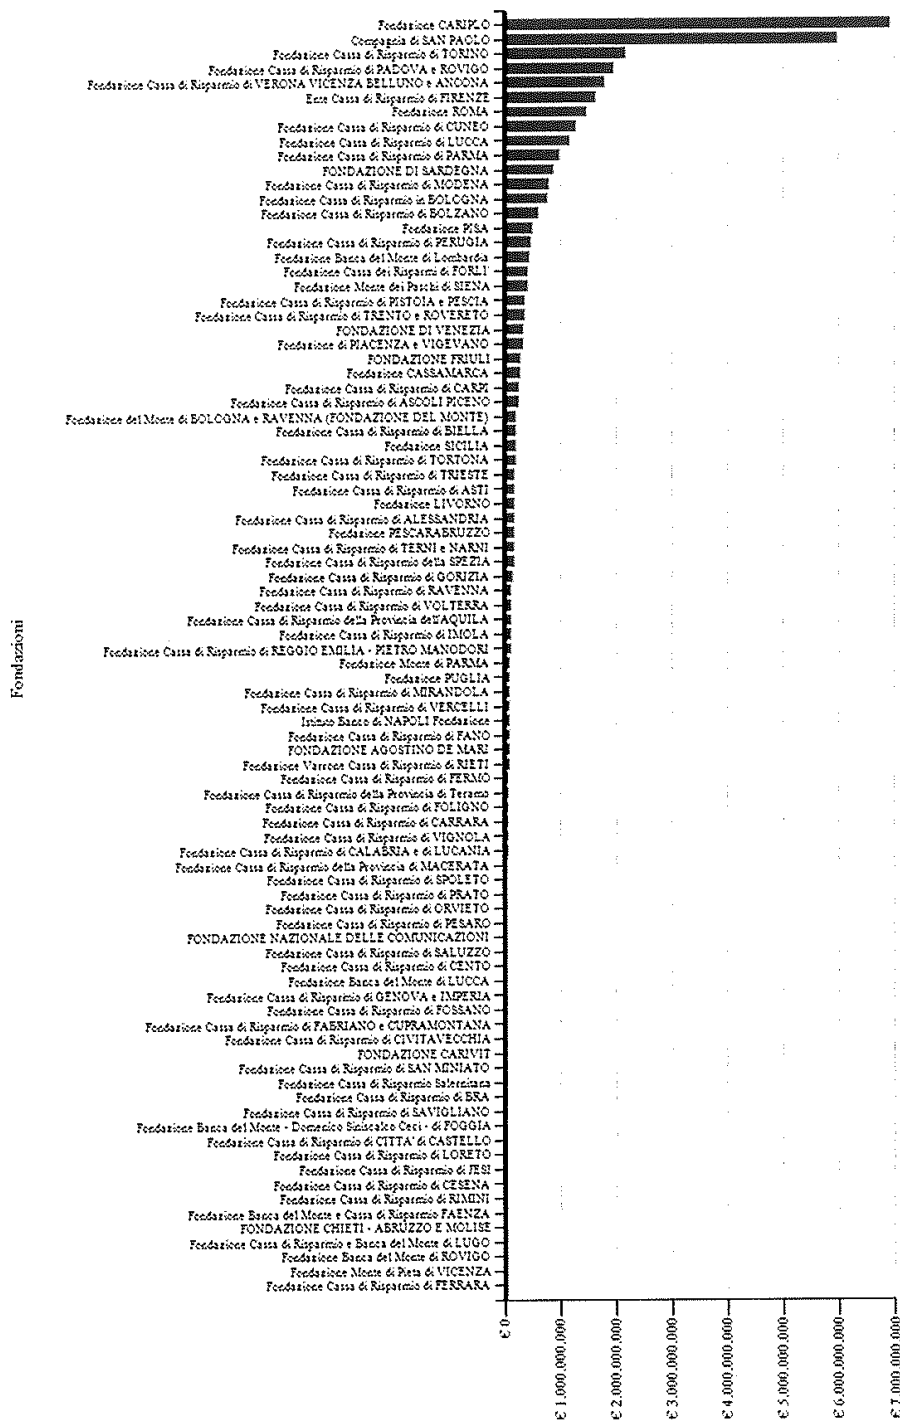 Fondazione CARIPLO
Compagnia di SAN PAOLO
Fondazione Cassa di Risparmio di TORINO
Fondazione Cassa di Risparmio di PADOVA e ROVIGO
Fondazione Cassa di Risparmio di VERONA VICENZA BELLUNO e ANCONA
Ente Cassa di Risparmio di FIRENZE
Fondazione ROMA
Fondazione Cassa di Risparmio di CUNEO
Fondazione Cassa di Risparmio di LUCCA
Fondazione Cassa di Risparmio di PARMA
FONDAZIONE DI SARDEGNA
Fondazione Cassa di Risparmio di MODENA
Fondazione Cassa di Risparmio in BOLOGNA
Fondazione Cassa di Risparmio di BOLZANO
Fondazione PISA
Fondazione Cassa di Risparmio di PERUGIA
Fondazione Banca del Monte di Lombardia
Fondazione Cassa dei Risparmi di FORLI'
Fondazione Monte dei Paschi di SIENA
Fondazione Cassa di Risparmio di PISTOIA e PESCIA
Fondazione Cassa di Risparmio di TRENTO e ROVERETO
FONDAZIONE DI VENEZIA
Fondazione di PIACENZA e VIGEVANO
FONDAZIONE FRIULI
Fondazione CASSAMARCA
Fondazione Cassa di Risparmio di CARPI
Fondazione Cassa di Risparmio di ASCOLI PICENO
Fondazione del Monte di BOLOGNA e RAVENNA (FONDAZIONE DEL MONTE)
Fondazione Cassa di Risparmio di BIELLA
Fondazione SICILIA
Fondazione Cassa di Risparmio di TORTONA
Fondazione Cassa di Risparmio di TRIESTE
Fondazione Cassa di Risparmio di ASTI
Fondazione LIVORNO
Fondazione Cassa di Risparmio di ALESSANDRIA
Fondazione PESCARABRUZZO
Fondazione Cassa di Risparmio di TERNI e NARNI
Fondazione Cassa di Risparmio della SPEZIA
Fondazione Cassa di Risparmio di GORIZIA
Fondazione Cassa di Risparmio di RAVENNA
Fondazione Cassa di Risparmio di VOLTERRA
Fondazione Cassa di Risparmio della Provincia dell'AQUILA
Fondazione Cassa di Risparmio di IMOLA
Fondazione Cassa di Risparmio di REGGIO EMILIA - PIETRO MANODORI
Fondazione Monte di PARMA
Fondazione PUGLIA
Fondazione Cassa di Risparmio di MIRANDOLA
Fondazione Cassa di Risparmio di VERCELLI
Istituto Banco di NAPOLI Fondazione
Fondazione Cassa di Risparmio di FANO
FONDAZIONE AGOSTINO DE MARI
Fondazione Varrone Cassa di Risparmio di RIETI
Fondazione Cassa di Risparmio di FERMO
Fondazione Cassa di Risparmio della Provincia di Teramo
Fondazione Cassa di Risparmio di FOLIGNO
Fondazione Cassa di Risparmio di CARRARA
Fondazione Cassa di Risparmio di VIGNOLA
Fondazione Cassa di Risparmio di CALABRIA e di LUCANIA
Fondazione Cassa di Risparmio della Provincia di MACERATA
Fondazione Cassa di Risparmio di SPOLETO
Fondazione Cassa di Risparmio di PRATO
Fondazione Cassa di Risparmio di ORVIETO
Fondazione Cassa di Risparmio di PESARO
FONDAZIONE NAZIONALE DELLE COMUNICAZIONI
Fondazione Cassa di Risparmio di SALUZZO
Fondazione Cassa di Risparmio di CENTO
Fondazione Banca del Monte di LUCCA
Fondazione Cassa di Risparmio di GENOVA e IMPERIA
Fondazione Cassa di Risparmio di FOSSANO
Fondazione Cassa di Risparmio di FABRIANO e CUPRAMONTANA
Fondazione Cassa di Risparmio di CIVITAVECCHIA
FONDAZIONE CARIVIT
Fondazione Cassa di Risparmio di SAN MINIATO
Fondazione Cassa di Risparmio Salernitana
Fondazione Cassa di Risparmio di BRA
Fondazione Cassa di Risparmio di SAVIGLIANO
Fondazione Banca del Monte - Domenico Siniscalco Ceci - di FOGGIA
Fondazione Cassa di Risparmio di CITTA' di CASTELLO
Fondazione Cassa di Risparmio di LORETO
Fondazione Cassa di Risparmio di JESI
Fondazione Cassa di Risparmio di CESENA
Fondazione Cassa di Risparmio di RIMINI
Fondazione Banca del Monte e Cassa di Risparmio FAENZA
FONDAZIONE CHIETI - ABRUZZO E MOLISE
Fondazione Cassa di Risparmio e Banca del Monte di LUGO
Fondazione Banca del Monte di ROVIGO
Fondazione Monte di Pieta di VICENZA
Fondazione Cassa di Risparmio di FERRARA
Fondazioni
€ 0
€ 1.000.000.000
€ 2.000.000.000
€ 3.000.000.000
€ 4.000.000.000
€ 5.000.000.000
€ 6.000.000.000
€ 7.000.000.000